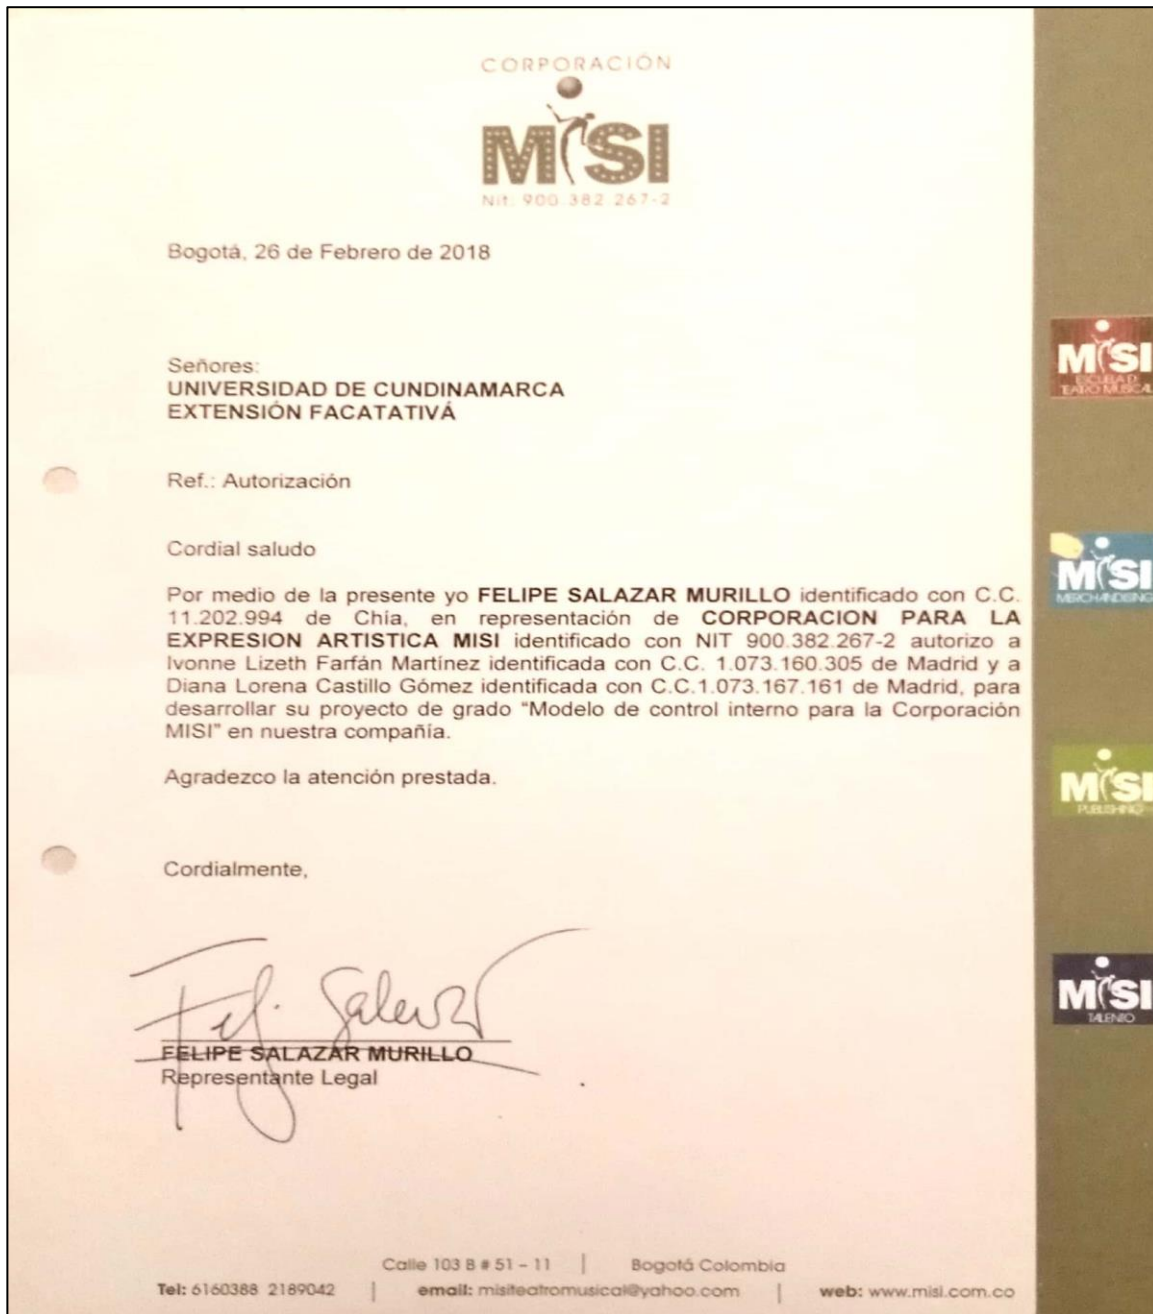 CORPORACIÓN
MISI
Nit. 900.382.267-2
Bogotá, 26 de Febrero de 2018
Señores:
UNIVERSIDAD DE CUNDINAMARCA
EXTENSIÓN FACATATIVÁ
Ref.: Autorización
Cordial saludo
Por medio de la presente yo FELIPE SALAZAR MURILLO identificado con C.C.
11.202.994 de Chía, en representación de CORPORACION PARA LA
EXPRESION ARTISTICA MISI identificado con NIT 900.382.267-2 autorizo a
Ivonne Lizeth Farfán Martínez identificada con C.C. 1.073.160.305 de Madrid y a
Diana Lorena Castillo Gómez identificada con C.C.1.073.167.161 de Madrid, para
desarrollar su proyecto de grado “Modelo de control interno para la Corporación
MISI” en nuestra compañía.
Agradezco la atención prestada.
Cordialmente,
Felipe Salazar
FELIPE SALAZAR MURILLO
Representante Legal
MISI
ESCUELA DE
TEATRO MUSICAL
MISI
MERCHANDISING
MISI
PUBLISHING
MISI
TALENTO
Calle 103 B # 51 – 11 | Bogotá Colombia
Tel: 6160388 2189042 | email: misiteatromusical@yahoo.com | web: www.misi.com.co